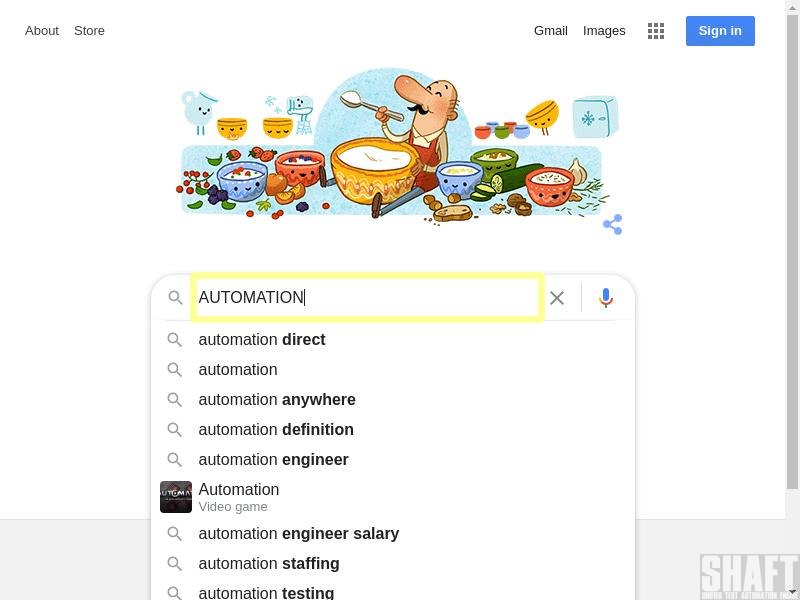 About Store Gmail Images Sign in
AUTOMATION
automation direct
automation
automation anywhere
automation definition
automation engineer
Automation
Video game
automation engineer salary
automation staffing
automation testing
SHAFT